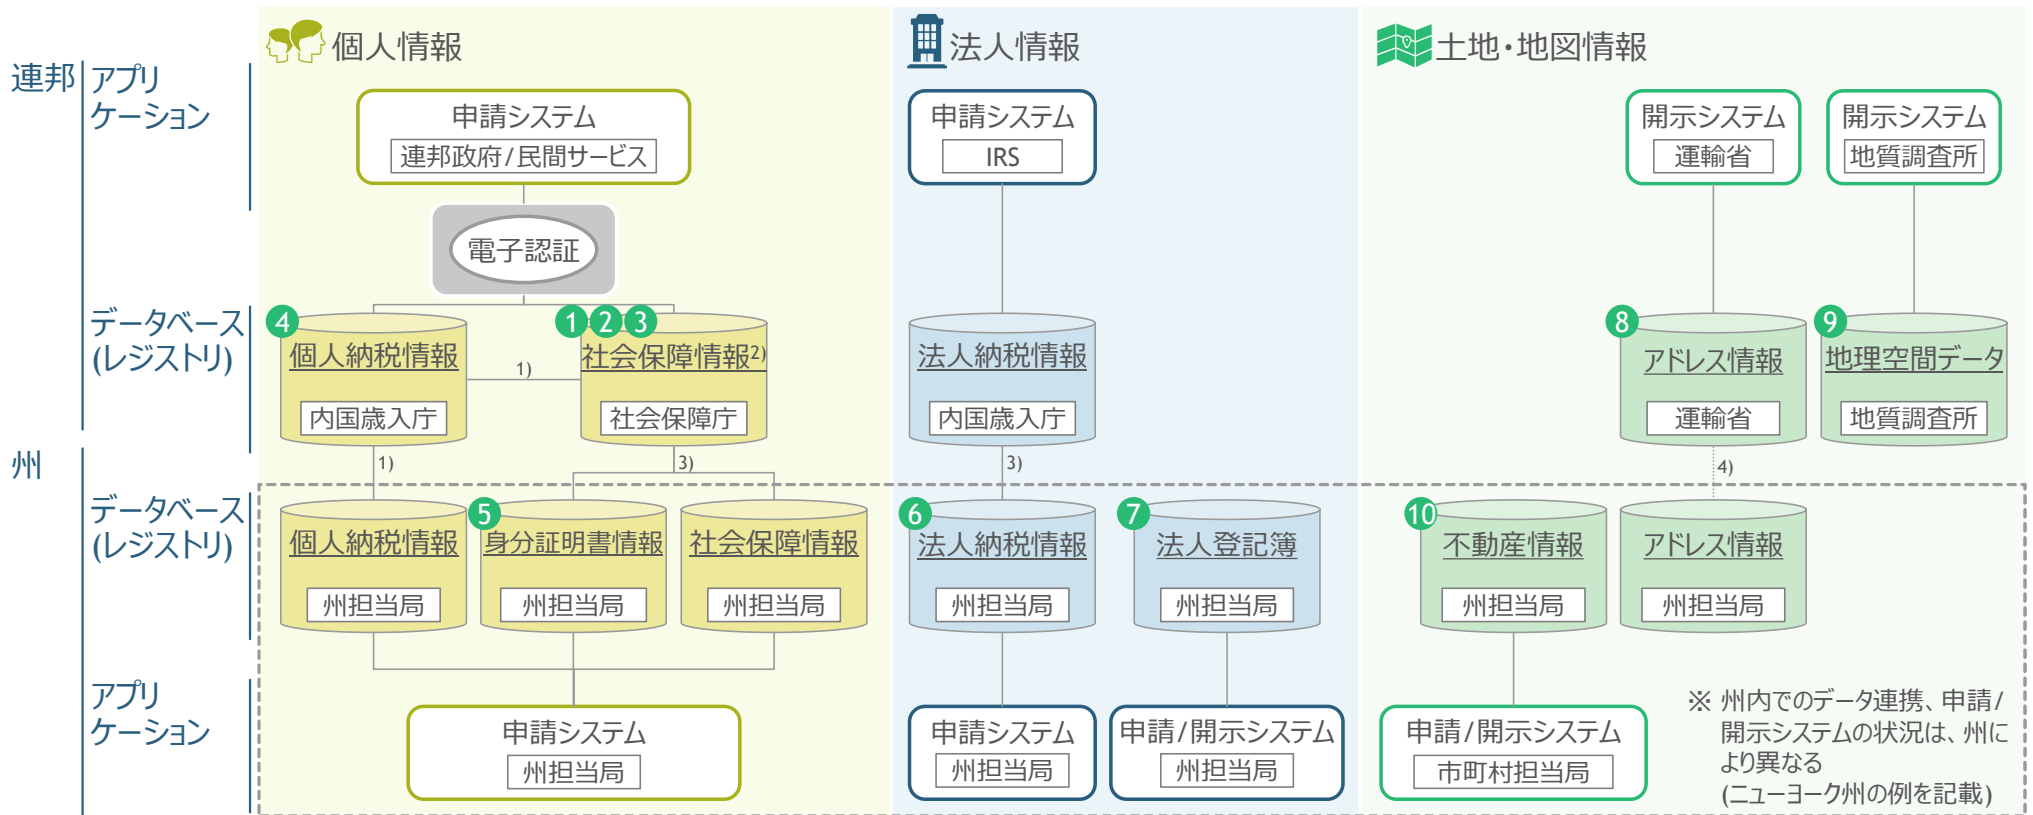 個人情報
法人情報
土地・地図情報
連邦
アプリ
ケーション
申請システム
連邦政府/民間サービス
申請システム
IRS
開示システム
運輸省
開示システム
地質調査所
電子認証
データベース
(レジストリ)
4
個人納税情報
内国歳入庁
1)
1 2 3
社会保障情報2)
社会保障庁
法人納税情報
内国歳入庁
8
アドレス情報
運輸省
9
地理空間データ
地質調査所
州
1)
3)
3)
4)
データベース
(レジストリ)
個人納税情報
州担当局
5
身分証明書情報
州担当局
社会保障情報
州担当局
6
法人納税情報
州担当局
7
法人登記簿
州担当局
10
不動産情報
州担当局
アドレス情報
州担当局
アプリ
ケーション
申請システム
州担当局
申請システム
州担当局
申請/開示システム
州担当局
申請/開示システム
市町村担当局
※ 州内でのデータ連携、申請/
開示システムの状況は、州に
より異なる
(ニューヨーク州の例を記載)